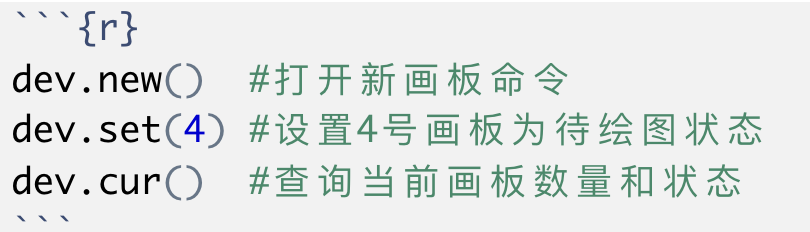 ```{r}
dev.new()  #打开新画板命令
dev.set(4) #设置4号画板为待绘图状态
dev.cur()  #查询当前画板数量和状态
```